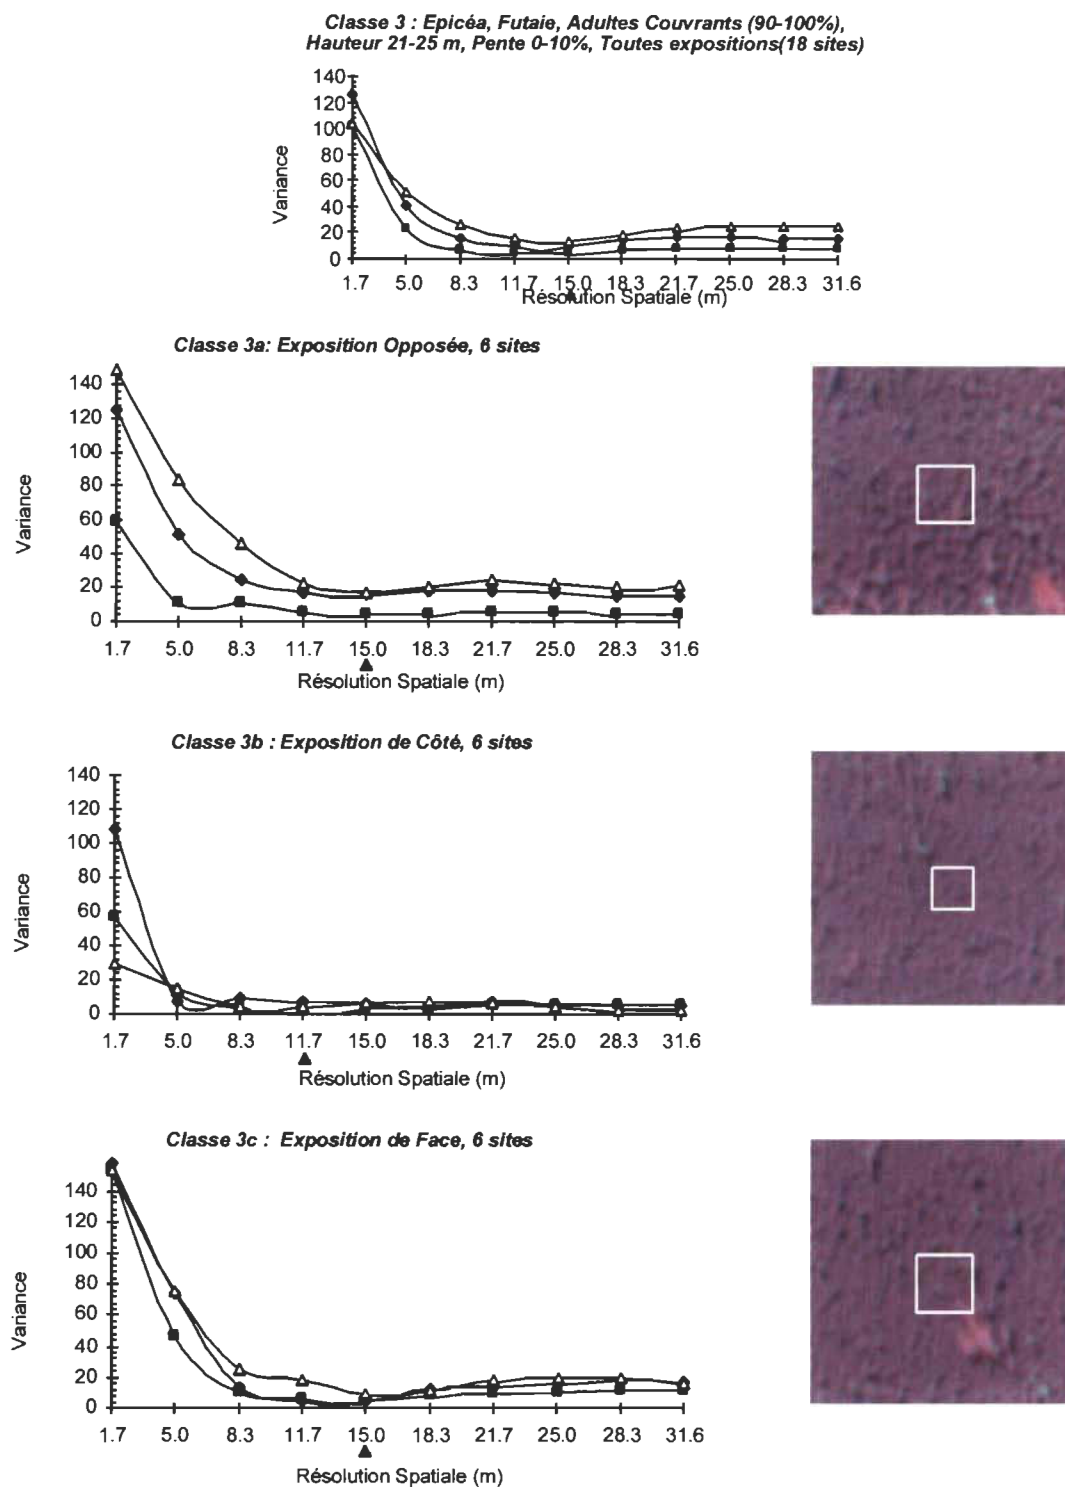 Classe 3 : Epicéa, Futaie, Adultes Couvrants (90-100%),
Hauteur 21-25 m, Pente 0-10%, Toutes expositions(18 sites)
140
120
100
80
60
40
20
0
Variance
1.7 5.0 8.3 11.7 15.0 18.3 21.7 25.0 28.3 31.6
Résolution Spatiale (m)
Classe 3a: Exposition Opposée, 6 sites
140
120
100
80
60
40
20
0
Variance
1.7 5.0 8.3 11.7 15.0 18.3 21.7 25.0 28.3 31.6
Résolution Spatiale (m)
Classe 3b : Exposition de Côté, 6 sites
140
120
100
80
60
40
20
0
Variance
1.7 5.0 8.3 11.7 15.0 18.3 21.7 25.0 28.3 31.6
Résolution Spatiale (m)
Classe 3c : Exposition de Face, 6 sites
140
120
100
80
60
40
20
0
Variance
1.7 5.0 8.3 11.7 15.0 18.3 21.7 25.0 28.3 31.6
Résolution Spatiale (m)